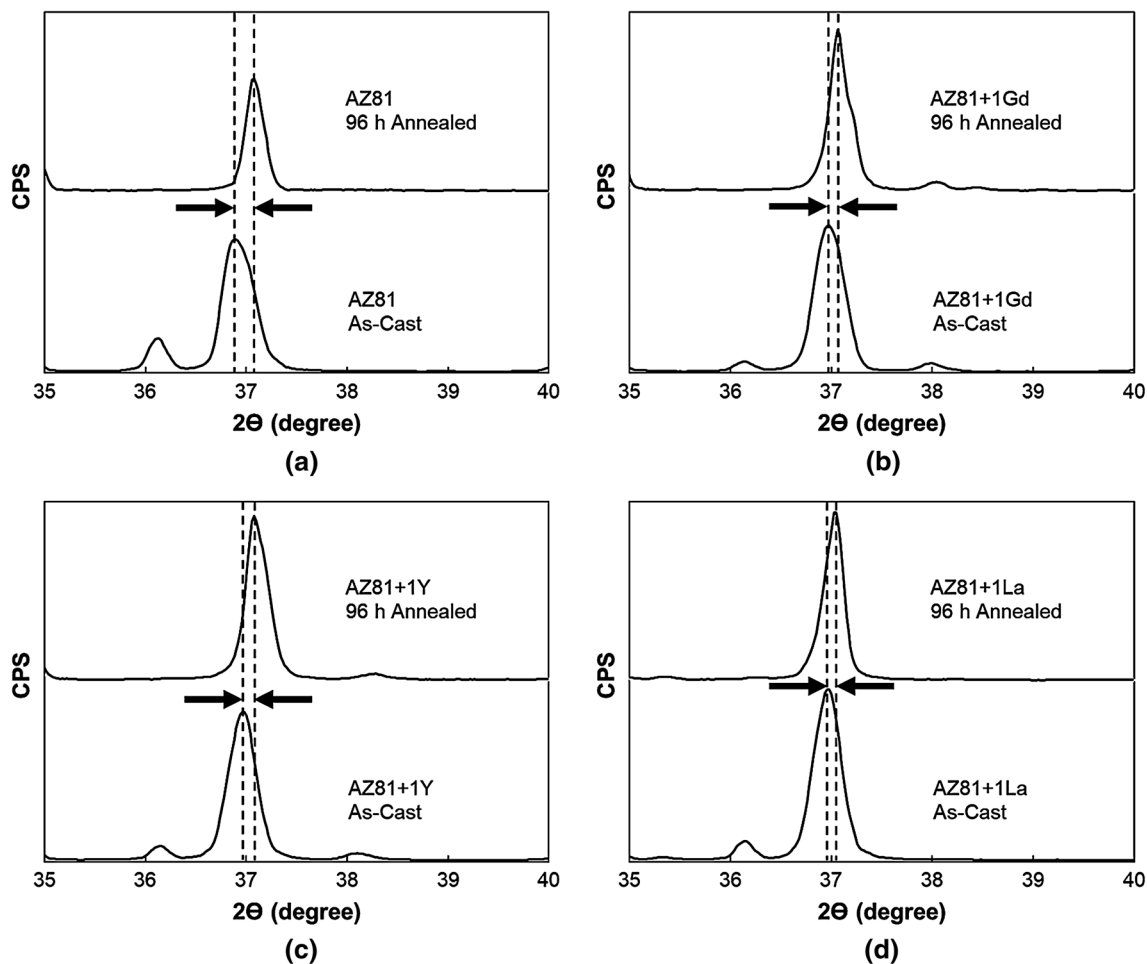 CPS
AZ81
96 h Annealed
AZ81
As-Cast
35 36 37 38 39 40
2Θ (degree)
(a)
CPS
AZ81+1Gd
96 h Annealed
AZ81+1Gd
As-Cast
35 36 37 38 39 40
2Θ (degree)
(b)
CPS
AZ81+1Y
96 h Annealed
AZ81+1Y
As-Cast
35 36 37 38 39 40
2Θ (degree)
(c)
CPS
AZ81+1La
96 h Annealed
AZ81+1La
As-Cast
35 36 37 38 39 40
2Θ (degree)
(d)